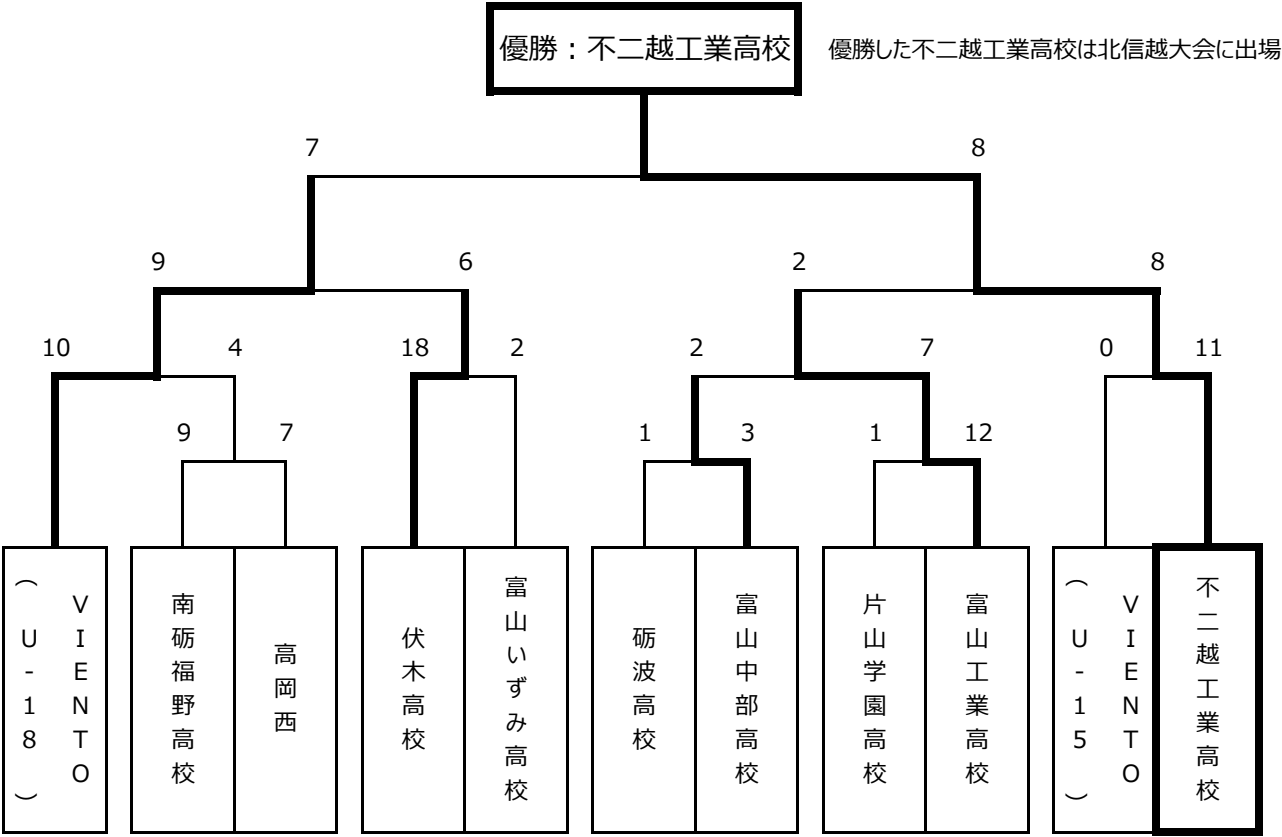 優勝：不二越工業高校
優勝した不二越工業高校は北信越大会に出場
7 8
9 6 2 8
10 4 18 2 2 7 0 11
9 7 1 3 1 12
VIENTO
（U-18）
南砺福野高校
高岡西
伏木高校
富山いずみ高校
砺波高校
富山中部高校
片山学園高校
富山工業高校
VIENTO
（U-15）
不二越工業高校